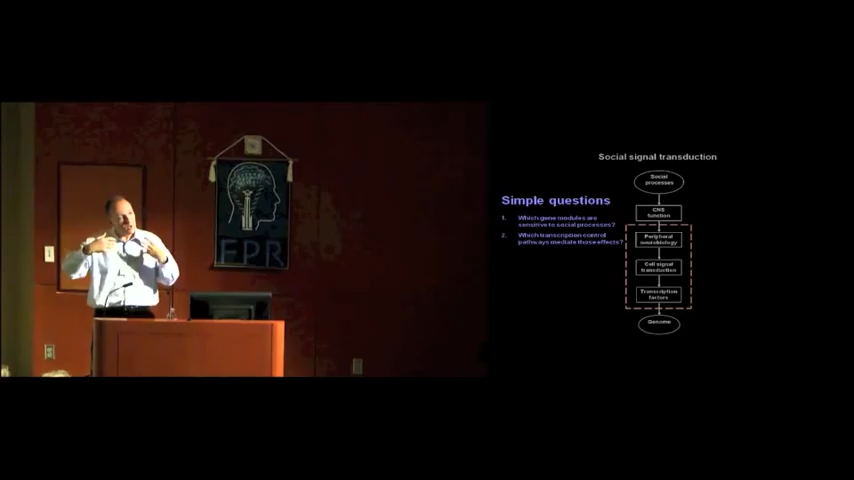 FPR
Social signal transduction
Social
processes
Simple questions
CNS
function
1. Which gene modules are
sensitive to social processes?
2. Which transcription control
pathways mediate those effects?
Peripheral
neurobiology
Cell signal
transduction
Transcription
factors
Genome